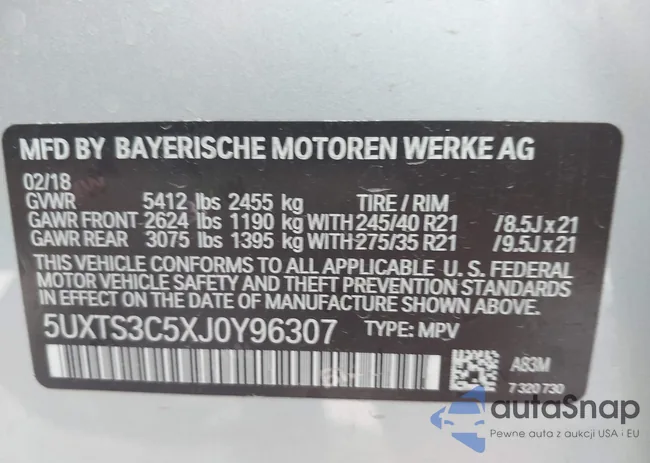 MFD BY BAYERISCHE MOTOREN WERKE AG
02/18
GVWR 5412 lbs 2455 kg TIRE / RIM
GAWR FRONT 2624 lbs 1190 kg WITH 245/40 R21 /8.5J x 21
GAWR REAR 3075 lbs 1395 kg WITH 275/35 R21 /9.5J x 21
THIS VEHICLE CONFORMS TO ALL APPLICABLE U. S. FEDERAL
MOTOR VEHICLE SAFETY AND THEFT PREVENTION STANDARDS
IN EFFECT ON THE DATE OF MANUFACTURE SHOWN ABOVE.
5UXTS3C5XJ0Y96307 TYPE: MPV
A83M
7 320 730
autaSnap
Pewne auta z aukcji USA i EU